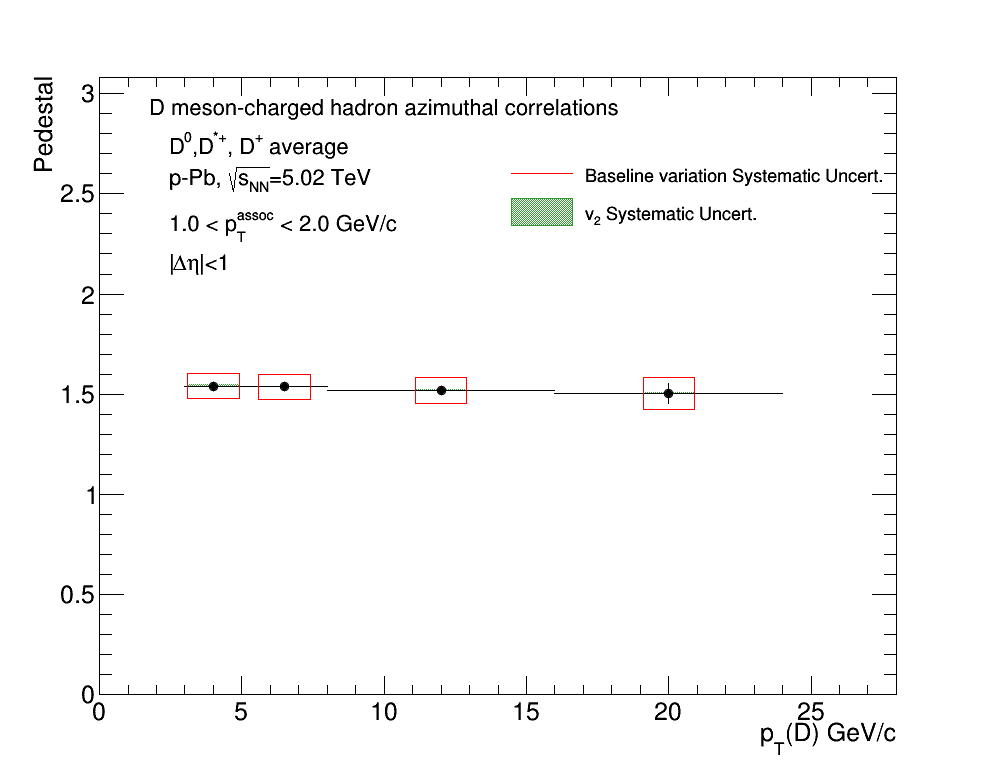 Pedestal
3
2.5
2
1.5
1
0.5
0
D meson-charged hadron azimuthal correlations
D⁰,D*⁺, D⁺ average
p-Pb, √s_NN=5.02 TeV
1.0 < p_T^assoc < 2.0 GeV/c
|Δη|<1
Baseline variation Systematic Uncert.
v₂ Systematic Uncert.
0 5 10 15 20 25
p_T(D) GeV/c